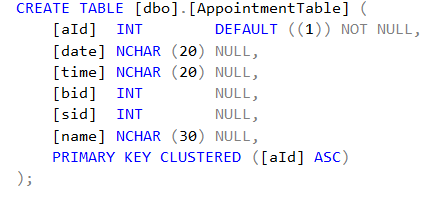 CREATE TABLE [dbo].[AppointmentTable] (
    [aId]  INT        DEFAULT ((1)) NOT NULL,
    [date] NCHAR (20) NULL,
    [time] NCHAR (20) NULL,
    [bid]  INT        NULL,
    [sid]  INT        NULL,
    [name] NCHAR (30) NULL,
    PRIMARY KEY CLUSTERED ([aId] ASC)
);